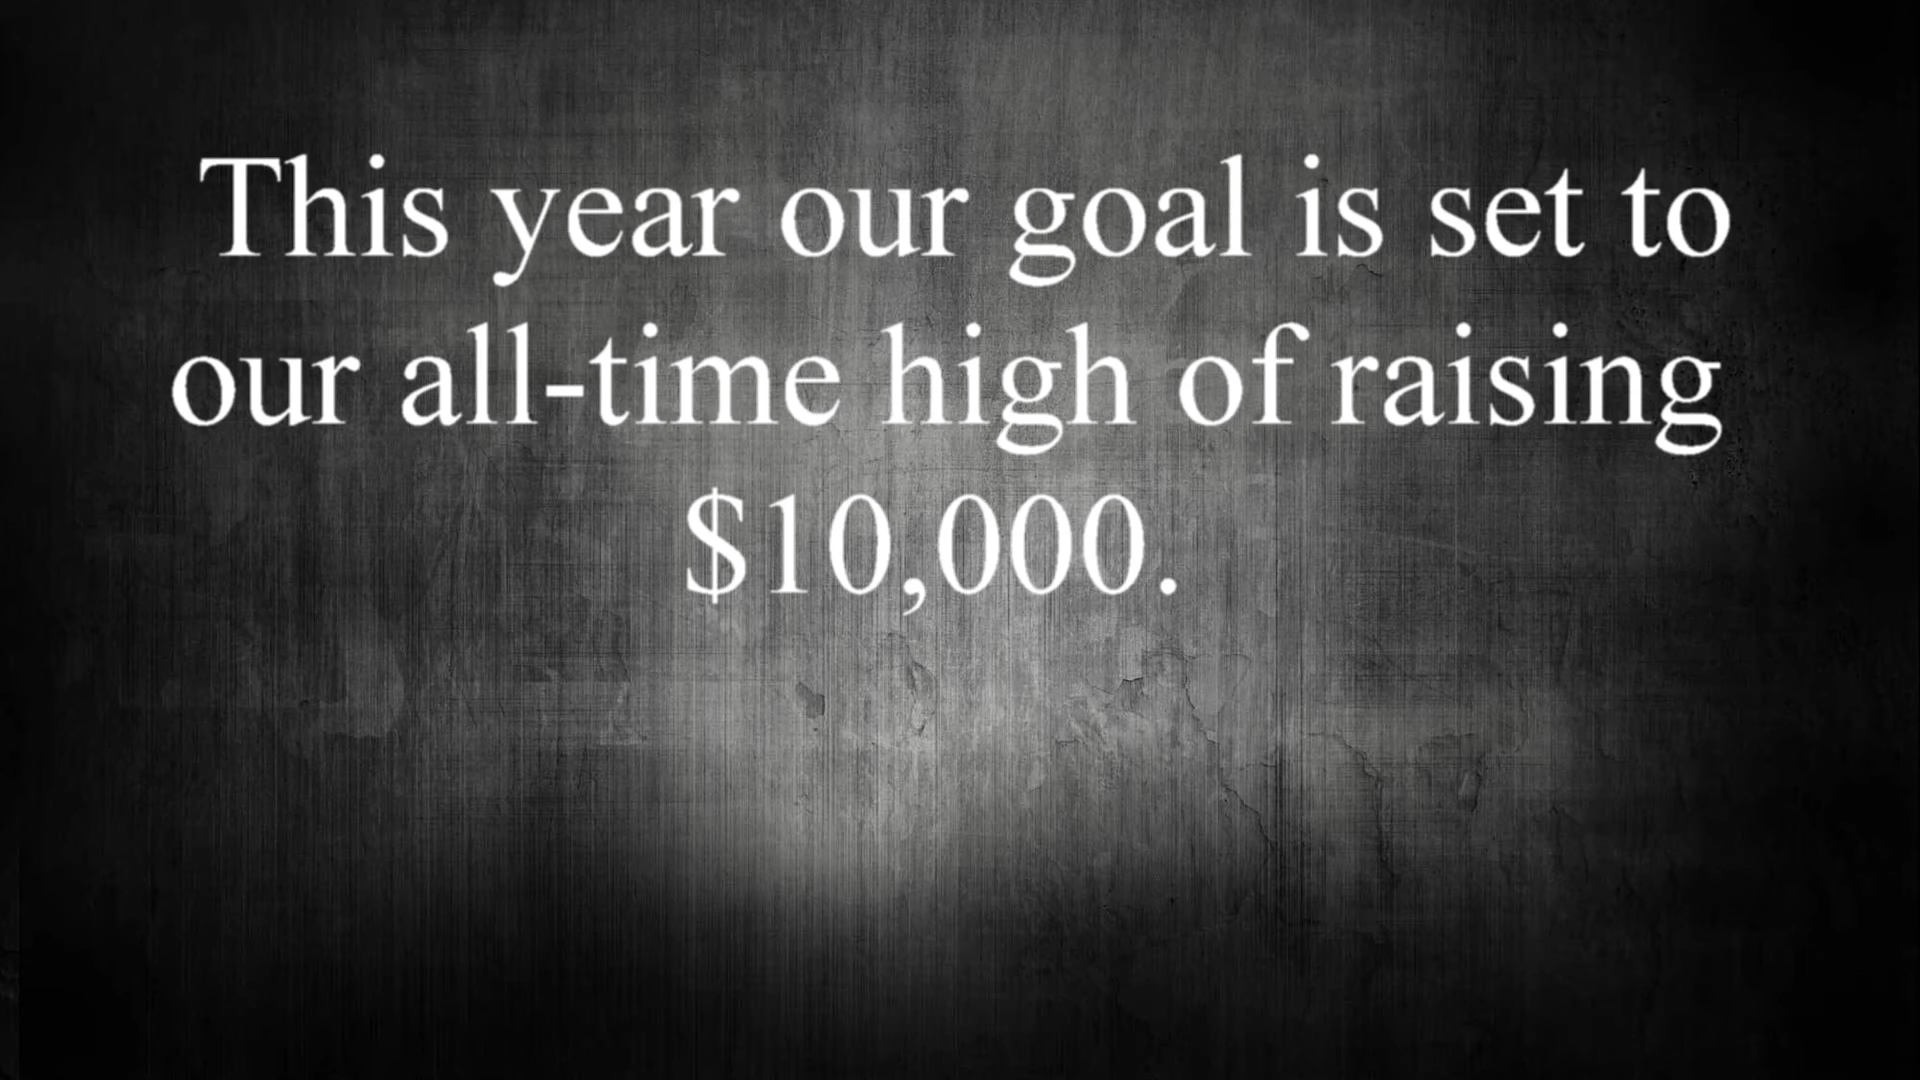 This year our goal is set to
our all-time high of raising
$10,000.